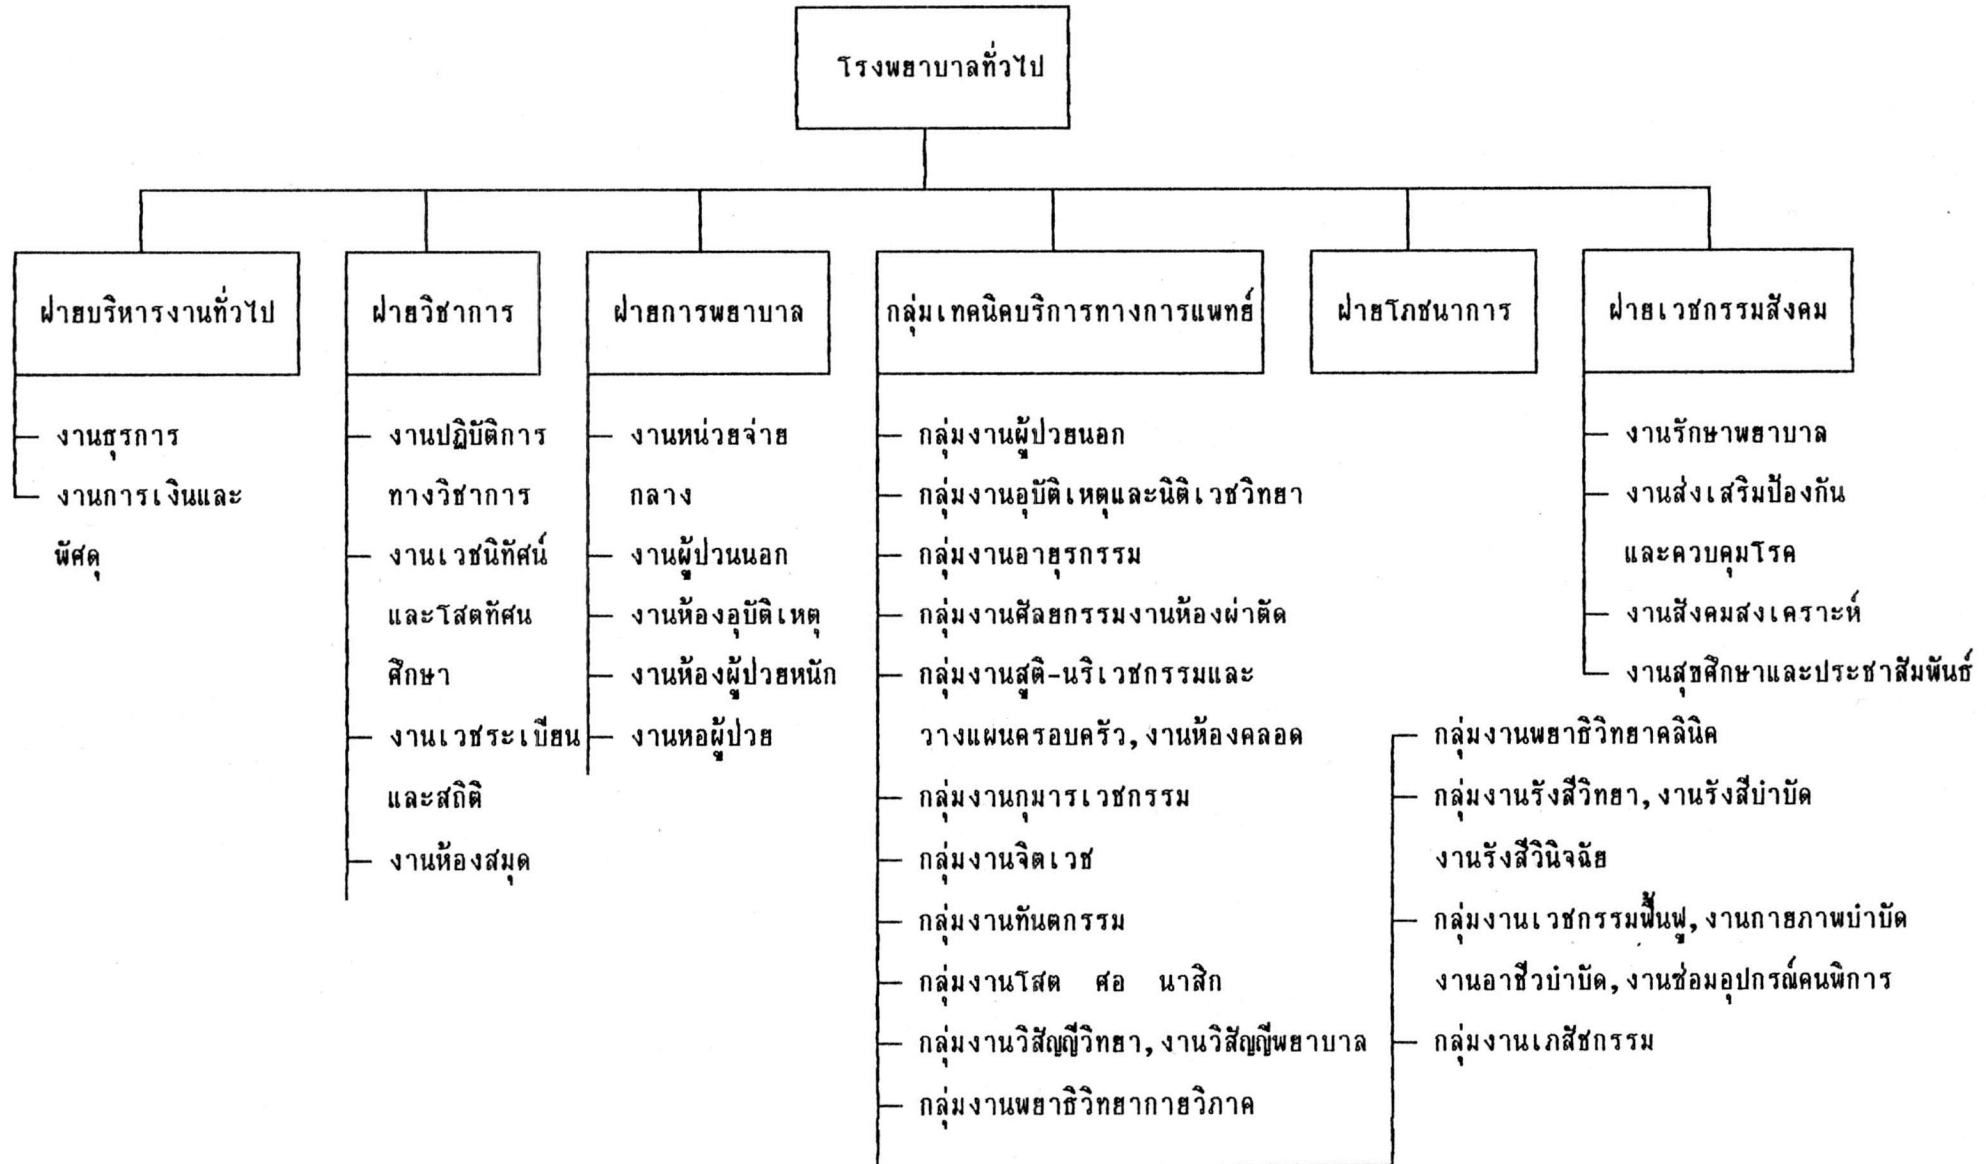 โรงพยาบาลทั่วไป
ฝ่ายบริหารงานทั่วไป
งานธุรการ
งานการเงินและ
พัศดุ
ฝ่ายวิชาการ
งานปฏิบัติการ
ทางวิชาการ
งานเวชนิทัศน์
และโสตทัศน
ศึกษา
งานเวชระเบียน
และสถิติ
งานห้องสมุด
ฝ่ายการพยาบาล
งานหน่วยจ่าย
กลาง
งานผู้ป่วนนอก
งานห้องอุบัติเหตุ
งานห้องผู้ป่วยหนัก
งานหอผู้ป่วย
กลุ่มเทคนิคบริการทางการแพทย์
กลุ่มงานผู้ป่วยนอก
กลุ่มงานอุบัติเหตุและนิติเวชวิทยา
กลุ่มงานอายุรกรรม
กลุ่มงานศัลยกรรมงานห้องผ่าตัด
กลุ่มงานสูติ-นริเวชกรรมและ
วางแผนครอบครัว,งานห้องคลอด
กลุ่มงานกุมารเวชกรรม
กลุ่มงานจิตเวช
กลุ่มงานทันตกรรม
กลุ่มงานโสต ศอ นาสิก
กลุ่มงานวิสัญญีวิทยา,งานวิสัญญีพยาบาล
กลุ่มงานพยาธิวิทยากายวิภาค
กลุ่มงานพยาธิวิทยาคลินิค
กลุ่มงานรังสีวิทยา,งานรังสีบำบัด
งานรังสีวินิจฉัย
กลุ่มงานเวชกรรมฟื้นฟู,งานกายภาพบำบัด
งานอาชีวบำบัด,งานซ่อมอุปกรณ์คนพิการ
กลุ่มงานเภสัชกรรม
ฝ่ายโภชนาการ
ฝ่ายเวชกรรมสังคม
งานรักษาพยาบาล
งานส่งเสริมป้องกัน
และควบคุมโรค
งานสังคมสงเคราะห์
งานสุขศึกษาและประชาสัมพันธ์